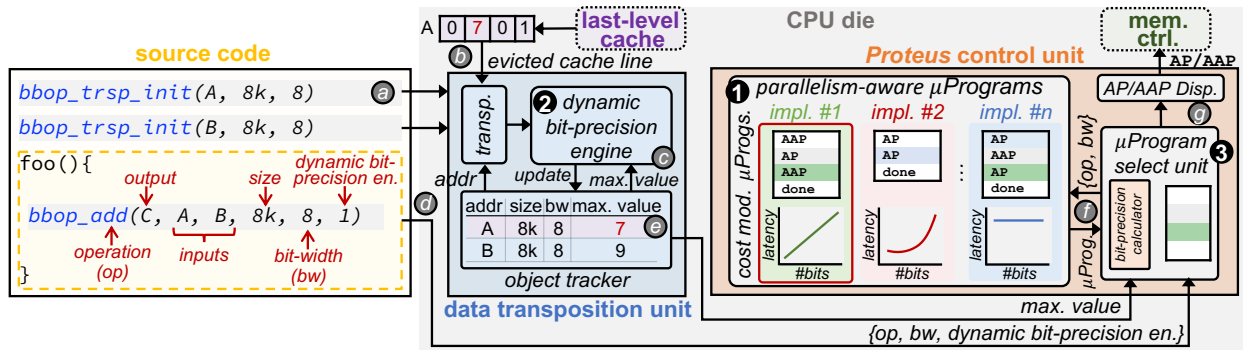 source code
bbop_trsp_init(A, 8k, 8)
a
bbop_trsp_init(B, 8k, 8)
foo(){
output
size
dynamic bit-
precision en.
bbop_add(C, A, B, 8k, 8, 1)
operation
(op)
inputs
bit-width
(bw)
}
d
CPU die
A 0 7 0 1
last-level
cache
b
evicted cache line
transp.
2 dynamic
bit-precision
engine
c
addr
update
max. value
addr size bw max. value
A 8k 8 7
B 8k 8 9
e
object tracker
data transposition unit
mem.
ctrl.
AP/AAP
Proteus control unit
1 parallelism-aware µPrograms
µProgs.
impl. #1
impl. #2
impl. #n
AAP
AP
AAP
done
AP
AP
done
...
AP
AAP
AP
done
cost mod.
latency
#bits
latency
#bits
latency
#bits
AP/AAP Disp.
g
µProgram
select unit
3
{op, bw}
f
µProg.
bit-precision
calculator
max. value
{op, bw, dynamic bit-precision en.}